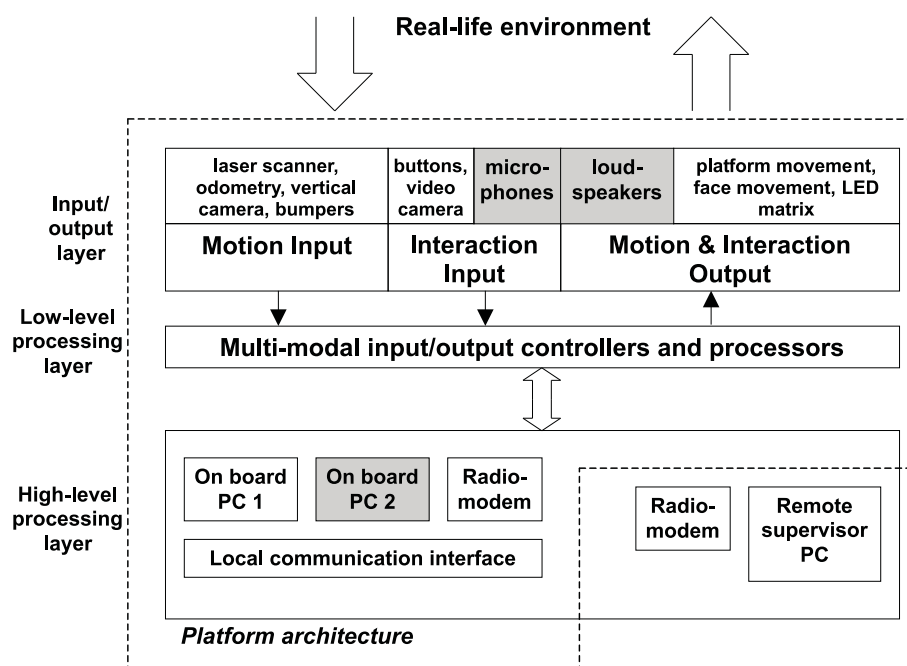 Real-life environment
laser scanner,
odometry, vertical
camera, bumpers
buttons,
video
camera
micro-
phones
loud-
speakers
platform movement,
face movement, LED
matrix
Input/
output
layer
Motion Input
Interaction
Input
Motion & Interaction
Output
Low-level
processing
layer
Multi-modal input/output controllers and processors
High-level
processing
layer
On board
PC 1
On board
PC 2
Radio-
modem
Local communication interface
Radio-
modem
Remote
supervisor
PC
Platform architecture